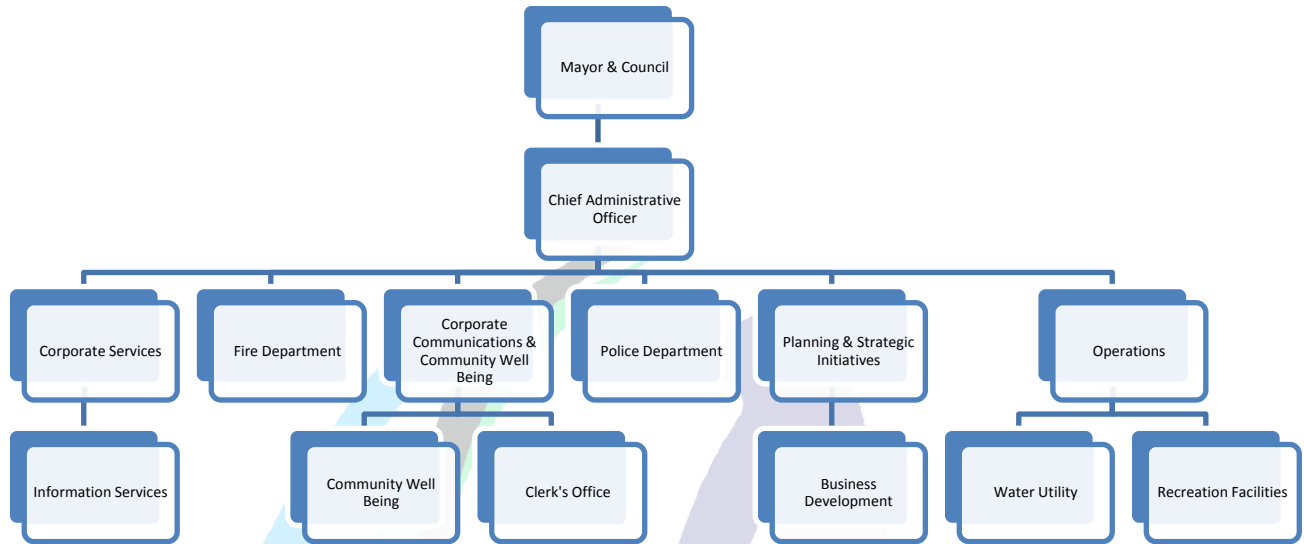 Mayor & Council
Chief Administrative
Officer
Corporate Services
Fire Department
Corporate
Communications &
Community Well
Being
Police Department
Planning & Strategic
Initiatives
Operations
Information Services
Community Well
Being
Clerk's Office
Business
Development
Water Utility
Recreation Facilities